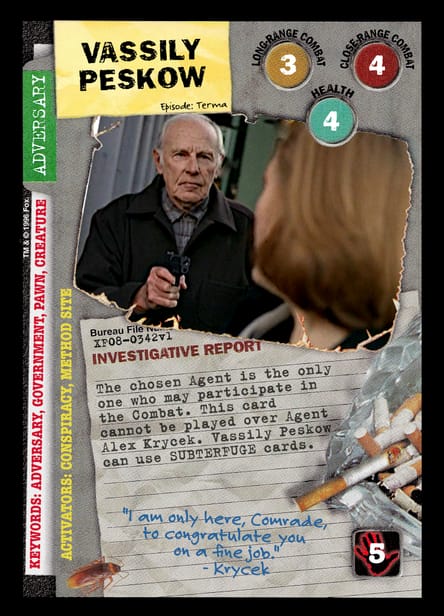 VASSILY
PESKOW
Episode: Terma
LONG-RANGE COMBAT
3
CLOSE-RANGE COMBAT
4
HEALTH
4
ADVERSARY
TM & © 1996 Fox.
KEYWORDS: ADVERSARY, GOVERNMENT, PAWN, CREATURE
ACTIVATORS: CONSPIRACY, METHOD SITE
Bureau File
XF08-0342v1
INVESTIGATIVE REPORT
The chosen Agent is the only
one who may participate in
the Combat. This card
cannot be played over Agent
Alex Krycek. Vassily Peskow
can use SUBTERFUGE cards.
"I am only here, Comrade,
to congratulate you
on a fine job."
- Krycek
5